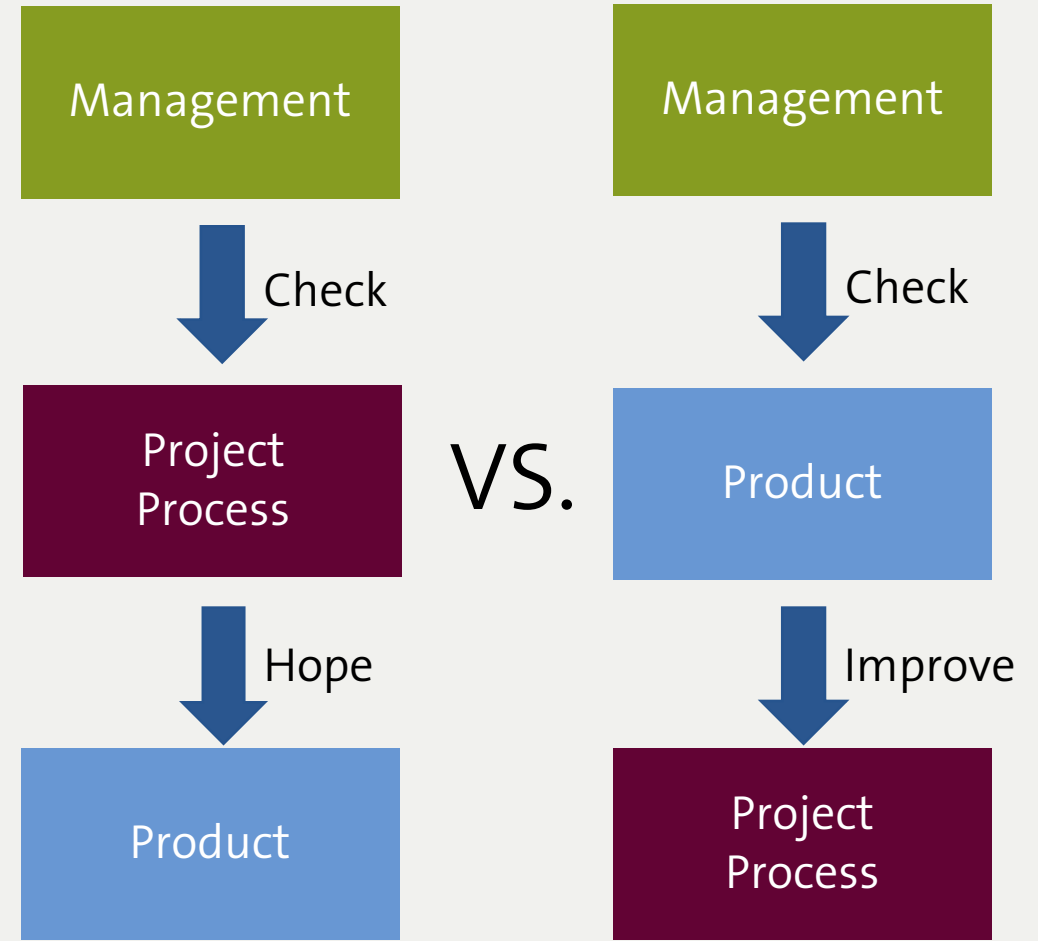 Management
Check
Project
Process
Hope
Product
VS.
Management
Check
Product
Improve
Project
Process